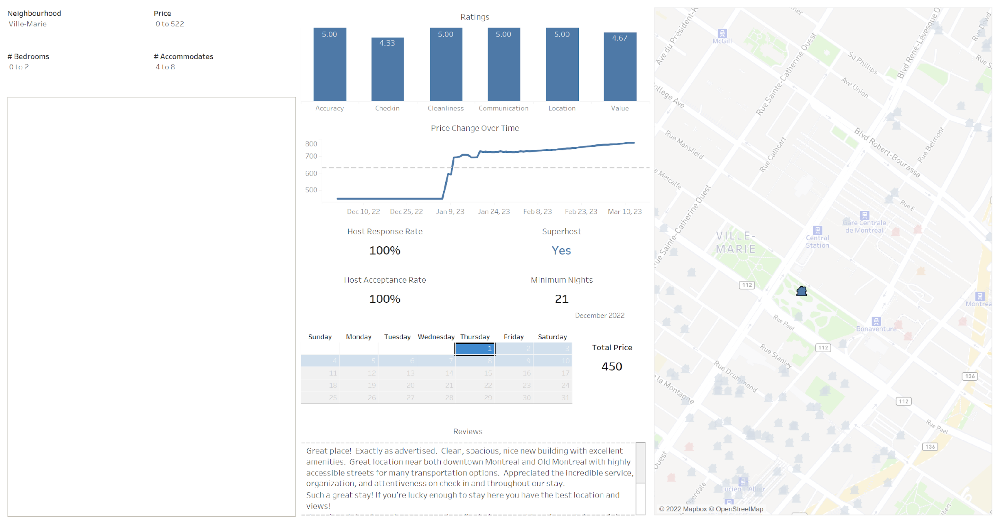 Neighbourhood
Ville-Marie
Price
0 to 522
# Bedrooms
0 to 2
# Accommodates
4 to 8
Ratings
5.00
4.33
5.00
5.00
5.00
4.67
Accuracy
Checkin
Cleanliness
Communication
Location
Value
Price Change Over Time
800
700
600
500
Dec 10, 22
Dec 25, 22
Jan 9, 23
Jan 24, 23
Feb 8, 23
Feb 23, 23
Mar 10, 23
Host Response Rate
100%
Superhost
Yes
Host Acceptance Rate
100%
Minimum Nights
21
December 2022
Sunday Monday Tuesday Wednesday Thursday Friday Saturday
1 2 3
4 5 6 7 8 9 10
11 12 13 14 15 16 17
18 19 20 21 22 23 24
25 26 27 28 29 30 31
Total Price
450
Reviews
Great place! Exactly as advertised. Clean, spacious, nice new building with excellent
amenities. Great location near both downtown Montreal and Old Montreal with highly
accessible streets for many transportation options. Appreciated the incredible service,
organization, and attentiveness on check in and throughout our stay.
Such a great stay! If you're lucky enough to stay here you have the best location and
views!
Ave du Président-K
McGill
Rue Sainte-Catherine Ouest
Sq Phillips
Blvd René-Lévesque O
Rue Dowd
Rue S
Ave Union
ollege Ave
Rue Mansfield
Rue Cathcart
Blvd Robert-Bourassa
Rue Belmont
e Metcalfe
Rue Sainte-Catherine Ouest
Rue E
Gare Centrale
de Montréal
VILLE-
MARIE
Central
Station
112
Montrea
Rue Peel
Bonaventure
112
Rue Stanley
Rue Drummond
136
la Montagne
112
Rue Peel
136
Ouest
Lucien L'Allier
Overdale
lbert
© 2022 Mapbox © OpenStreetMap